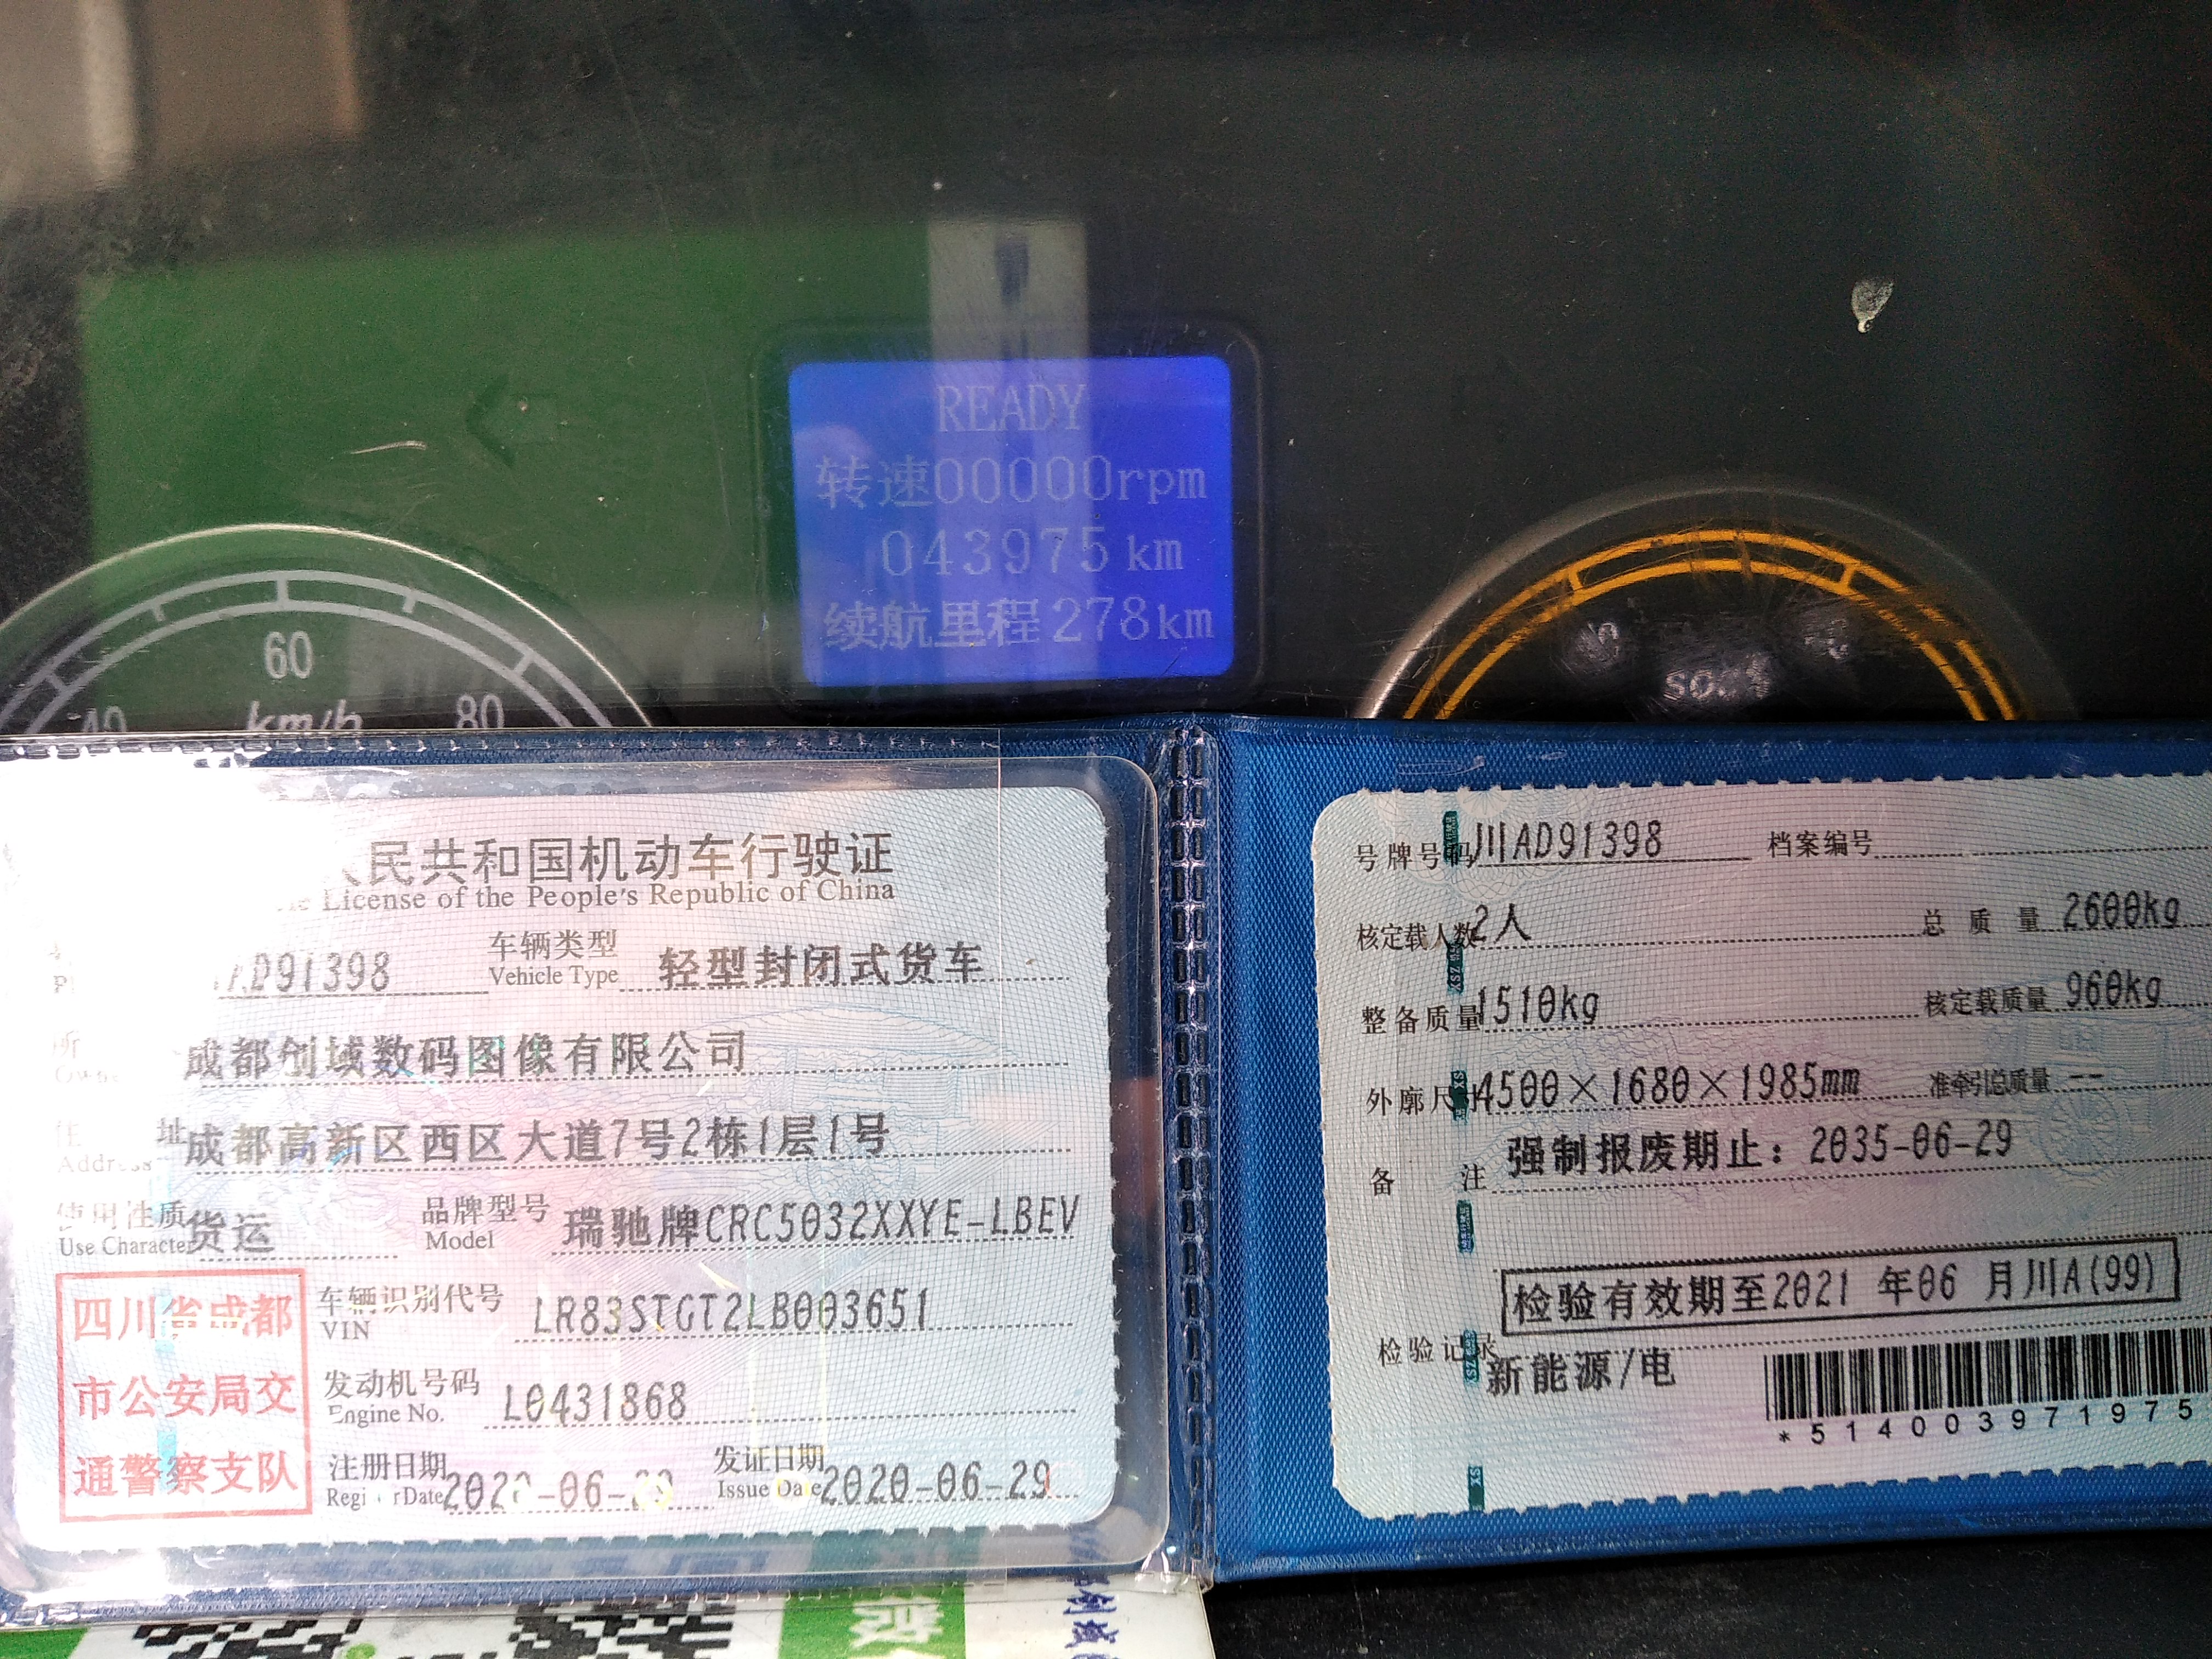 READY
转速00000rpm
043975km
续航里程278km
60
40
km/h
80
民共和国机动车行驶证
License of the People's Republic of China
D91398
车辆类型 轻型封闭式货车
Vehicle Type
成都创域数码图像有限公司
址 成都高新区西区大道7号2栋1层1号
Address
使用性质 货运 品牌型号 瑞驰牌CRC5032XXYE-LBEV
Use Character Model
四川省成都
市公安局交
通警察支队
车辆识别代号 LR83STGT2LB003651
VIN
发动机号码 L0431868
Engine No.
注册日期 发证日期 2020-06-29
Issue Date
号牌号码 川AD91398 档案编号
核定载人数 2人 总质量 2600kg
整备质量 1510kg 核定载质量 960kg
外廓尺寸 4500×1680×1985mm 准牵引总质量 --
备注 强制报废期止：2035-06-29
检验有效期至2021 年06 月川A(99)
检验记录
新能源/电
*514003971975